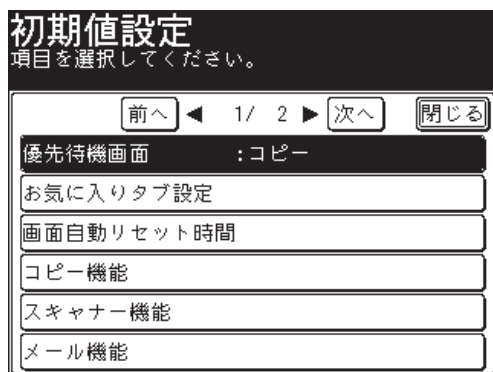 初期値設定
項目を選択してください。
前へ ◀ 1/ 2 ▶ 次へ 閉じる
優先待機画面 :コピー
お気に入りタブ設定
画面自動リセット時間
コピー機能
スキャナー機能
メール機能